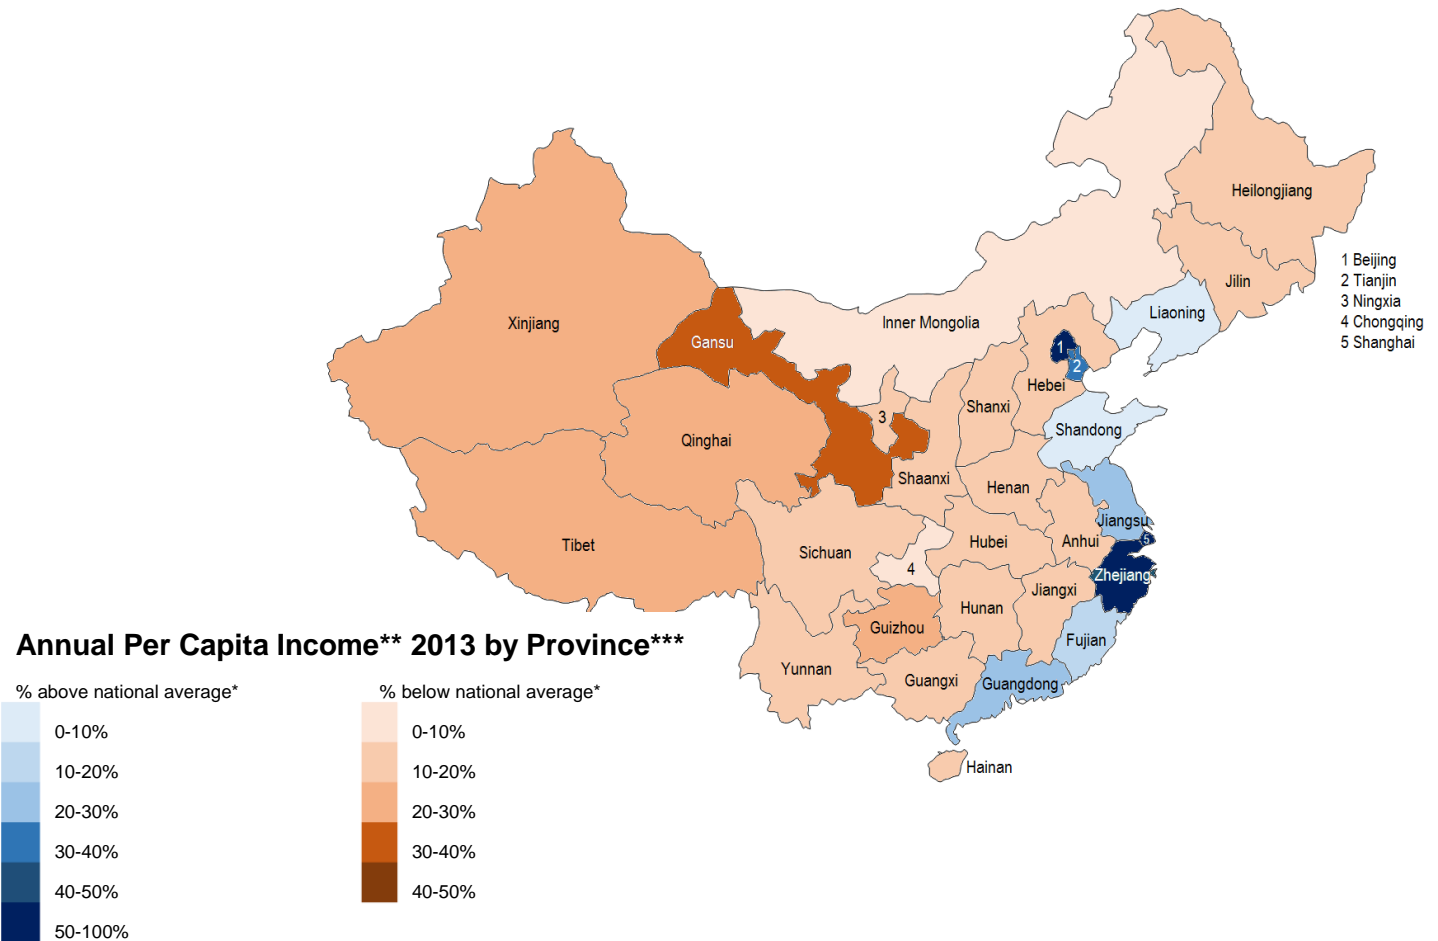 Heilongjiang
1 Beijing
2 Tianjin
3 Ningxia
4 Chongqing
5 Shanghai
Jilin
Liaoning
Xinjiang
Inner Mongolia
Gansu
1
2
Hebei
Shanxi
3
Shandong
Qinghai
Shaanxi
Henan
Jiangsu
5
Tibet
Sichuan
Hubei
Anhui
4
Zhejiang
Jiangxi
Hunan
Guizhou
Fujian
Yunnan
Guangxi
Guangdong
Hainan
Annual Per Capita Income** 2013 by Province***
% above national average*
0-10%
10-20%
20-30%
30-40%
40-50%
50-100%
% below national average*
0-10%
10-20%
20-30%
30-40%
40-50%